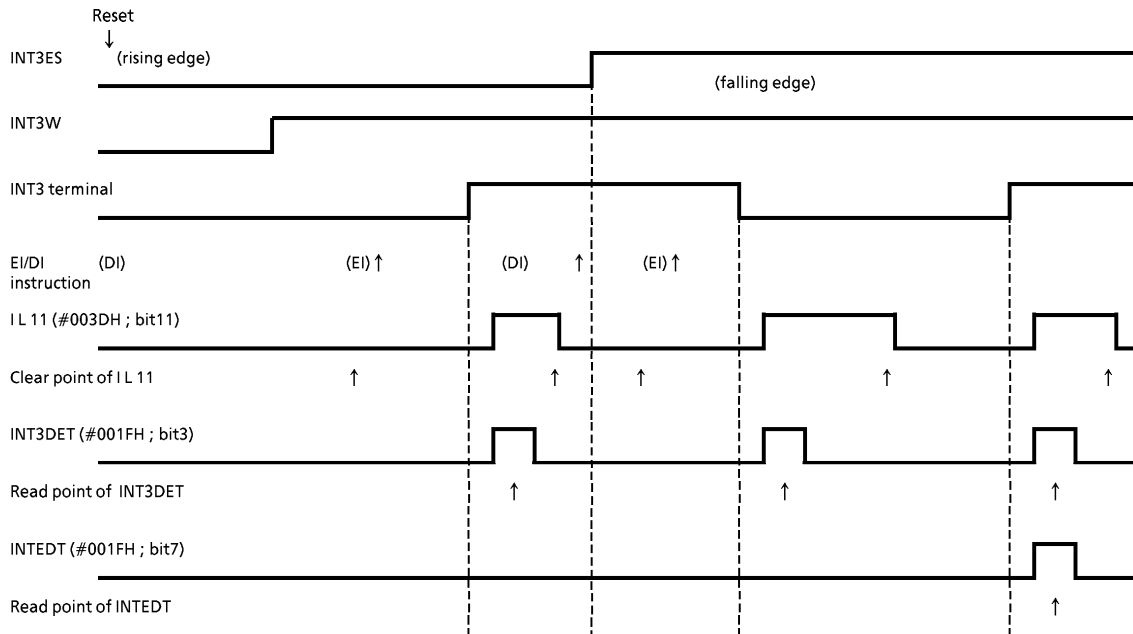 Reset
↓
INT3ES (rising edge)
(falling edge)
INT3W
INT3 terminal
EI/DI (DI) (EI) ↑ (DI) ↑ (EI) ↑
instruction
I L 11 (#003DH ; bit11)
Clear point of I L 11 ↑ ↑ ↑ ↑ ↑
INT3DET (#001FH ; bit3)
Read point of INT3DET ↑ ↑ ↑
INTEDT (#001FH ; bit7)
Read point of INTEDT ↑